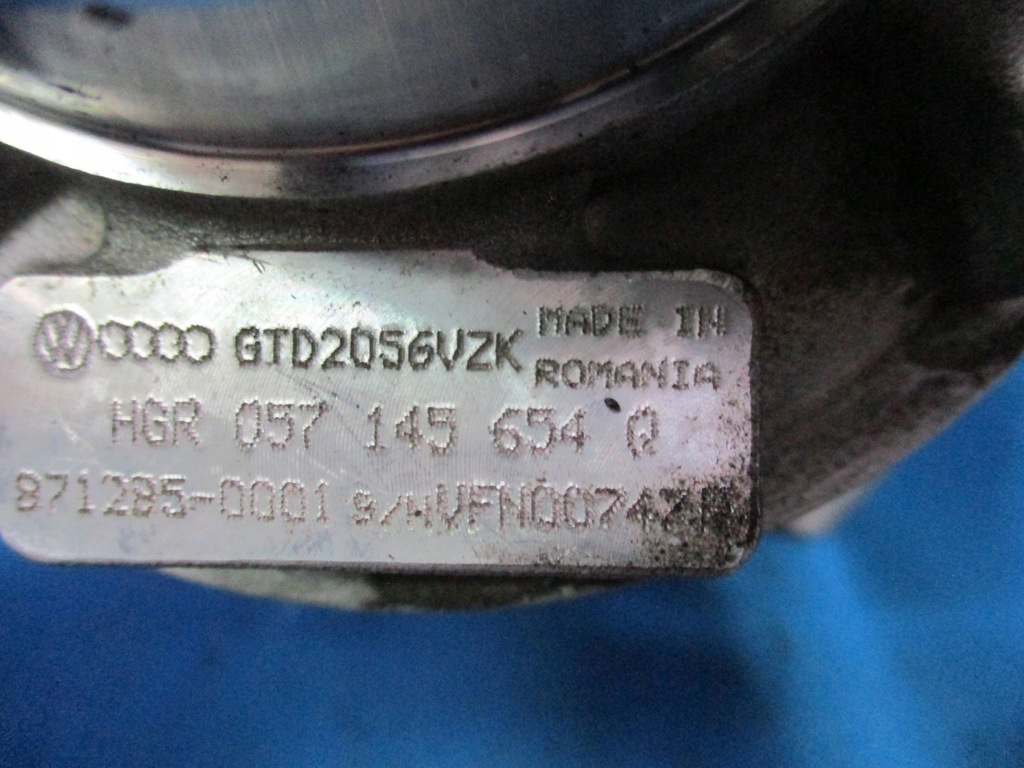 GTD2056VZK MADE IN
ROMANIA
HGR 057 145 654 Q
871285-0001 S/N